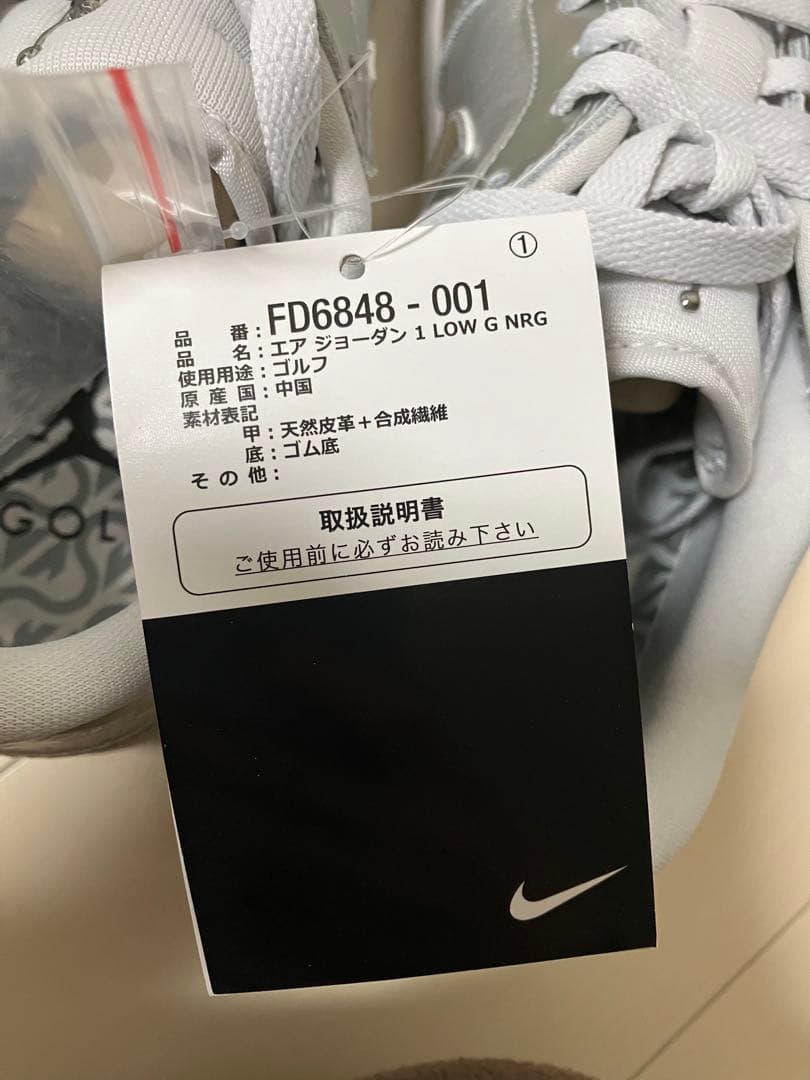 ①
品 番：FD6848 - 001
品 名：エア ジョーダン 1 LOW G NRG
使用用途：ゴルフ
原 産 国：中国
素材表記
甲：天然皮革＋合成繊維
底：ゴム底
そ の 他：
取扱説明書
ご使用前に必ずお読み下さい
GOL